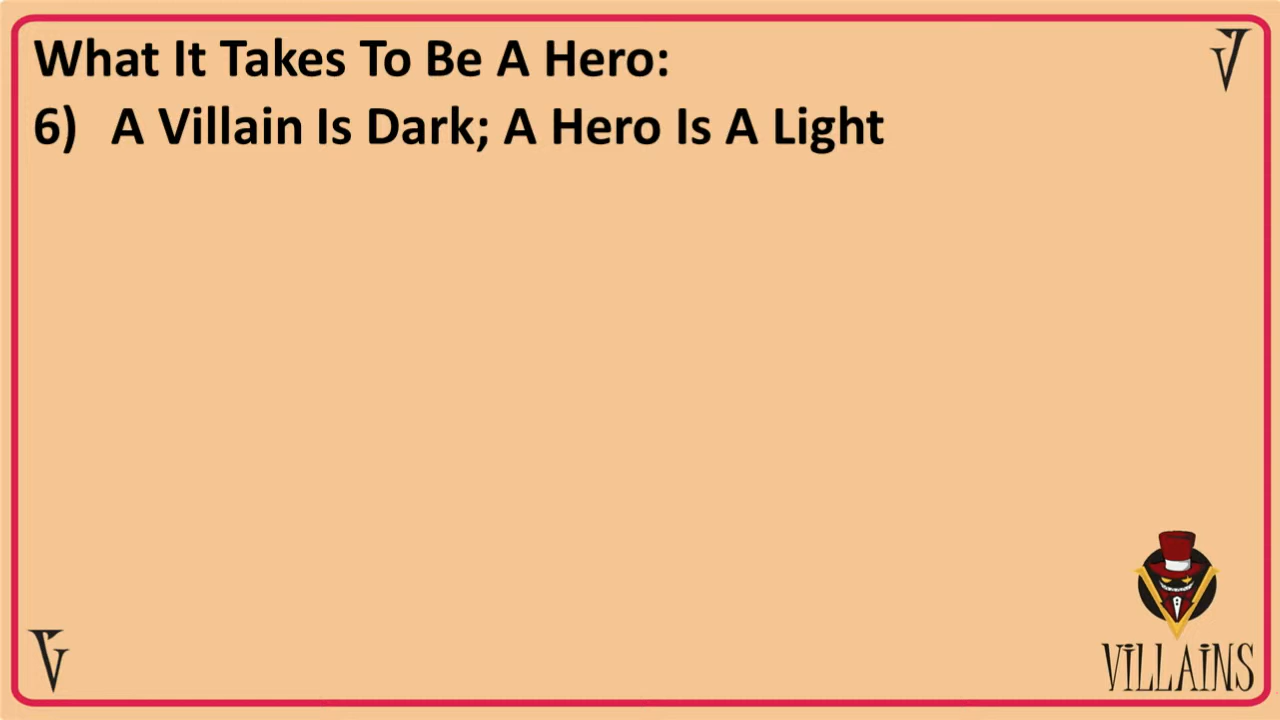 What It Takes To Be A Hero:
6) A Villain Is Dark; A Hero Is A Light
V
V
VILLAINS